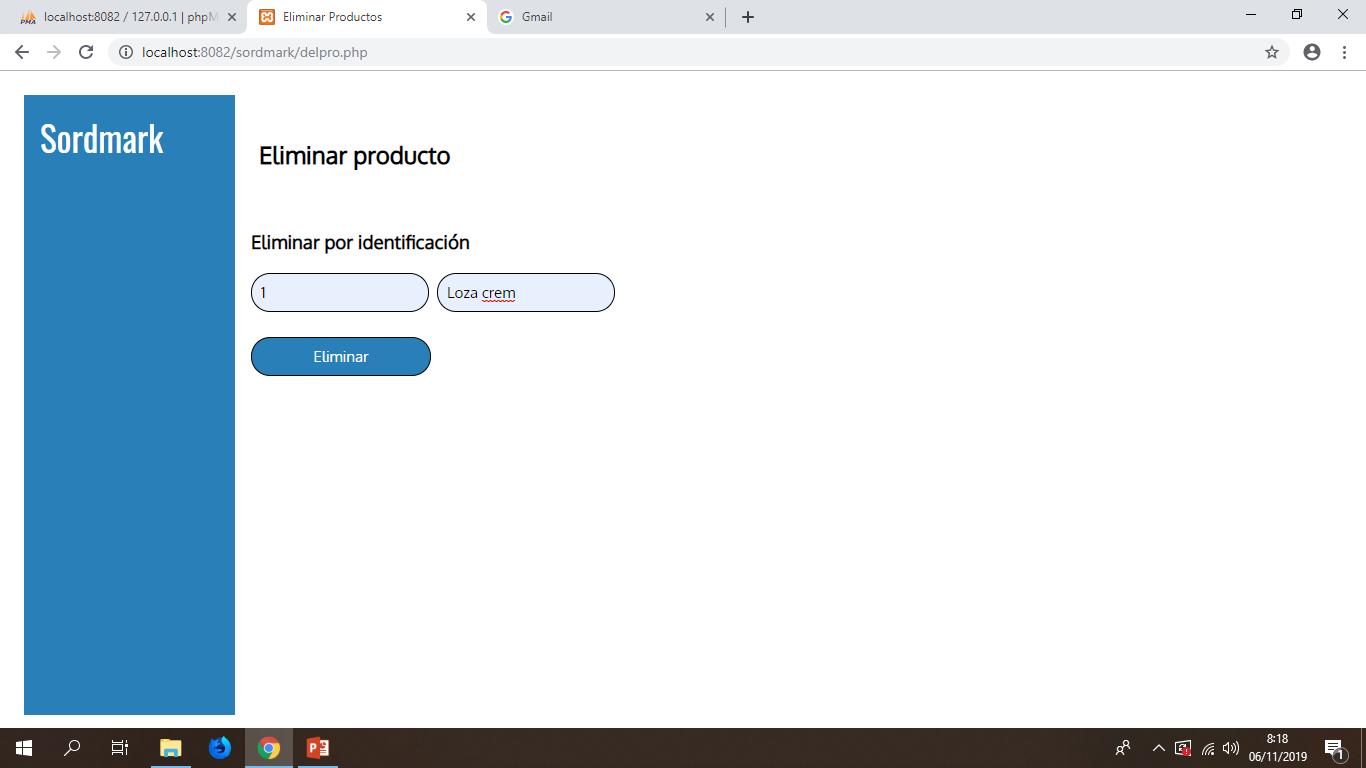 localhost:8082 / 127.0.0.1 | phpM
Eliminar Productos
Gmail
localhost:8082/sordmark/delpro.php
Sordmark
Eliminar producto
Eliminar por identificación
1
Loza crem
Eliminar
8:18
06/11/2019
1